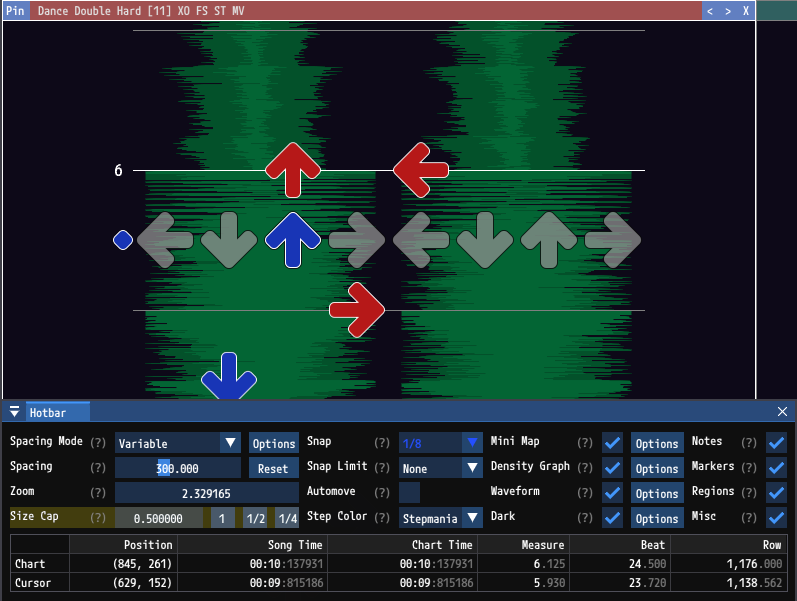 Pin Dance Double Hard [11] XO FS ST MV < > X
6
Hotbar
Spacing Mode (?) Variable Options Snap (?) 1/8 Mini Map (?) Options Notes (?)
Spacing (?) 300.000 Reset Snap Limit (?) None Density Graph (?) Options Markers (?)
Zoom (?) 2.329165 Automove (?) Waveform (?) Options Regions (?)
Size Cap (?) 0.500000 1 1/2 1/4 Step Color (?) Stepmania Dark (?) Options Misc (?)
Position Song Time Chart Time Measure Beat Row
Chart (845, 261) 00:10:137931 00:10:137931 6.125 24.500 1,176.000
Cursor (629, 152) 00:09:815186 00:09:815186 5.930 23.720 1,138.562